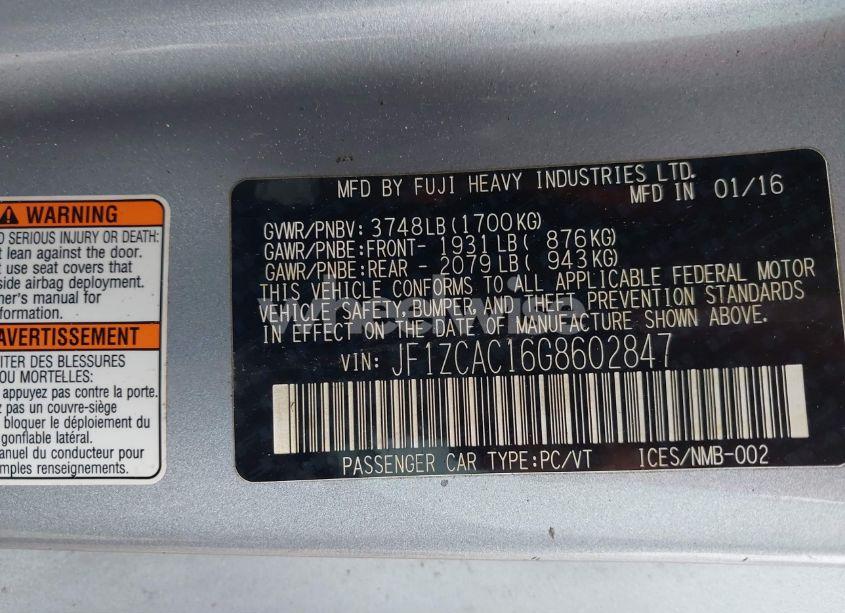 WARNING
D SERIOUS INJURY OR DEATH:
t lean against the door.
t use seat covers that
side airbag deployment.
ner's manual for
formation.
AVERTISSEMENT
ITER DES BLESSURES
OU MORTELLES:
appuyez pas contre la porte.
z pas un couvre-siège
bloquer le déploiement du
gonflable latéral.
anuel du conducteur pour
mples renseignements.
MFD BY FUJI HEAVY INDUSTRIES LTD.
MFD IN 01/16
GVWR/PNBV: 3748LB(1700KG)
GAWR/PNBE:FRONT- 1931LB( 876KG)
GAWR/PNBE:REAR - 2079LB( 943KG)
THIS VEHICLE CONFORMS TO ALL APPLICABLE FEDERAL MOTOR
VEHICLE SAFETY,BUMPER,AND THEFT PREVENTION STANDARDS
IN EFFECT ON THE DATE OF MANUFACTURE SHOWN ABOVE.
VIN: JF1ZCAC16G8602847
PASSENGER CAR TYPE:PC/VT ICES/NMB-002
wheelwise